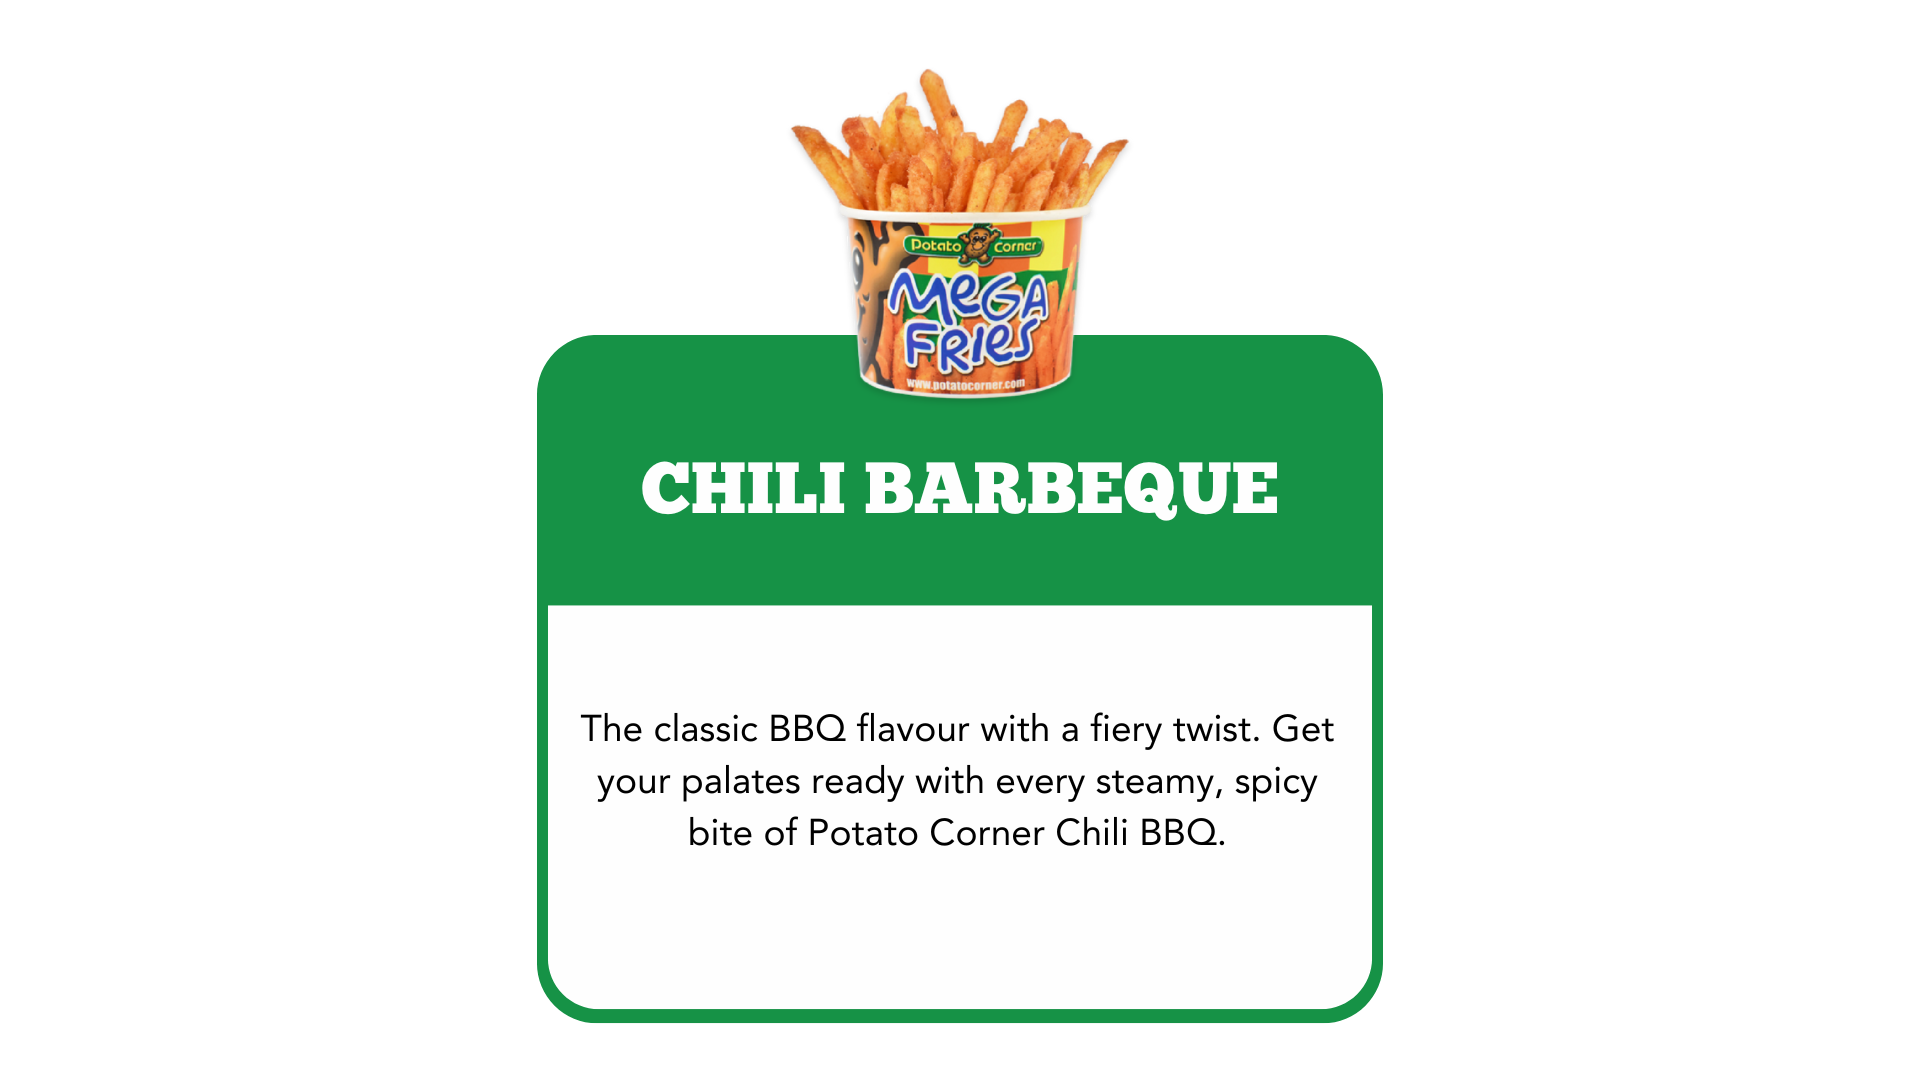 Potato Corner
MeGA
FRIeS
www.potatocorner.com
CHILI BARBEQUE
The classic BBQ flavour with a fiery twist. Get
your palates ready with every steamy, spicy
bite of Potato Corner Chili BBQ.